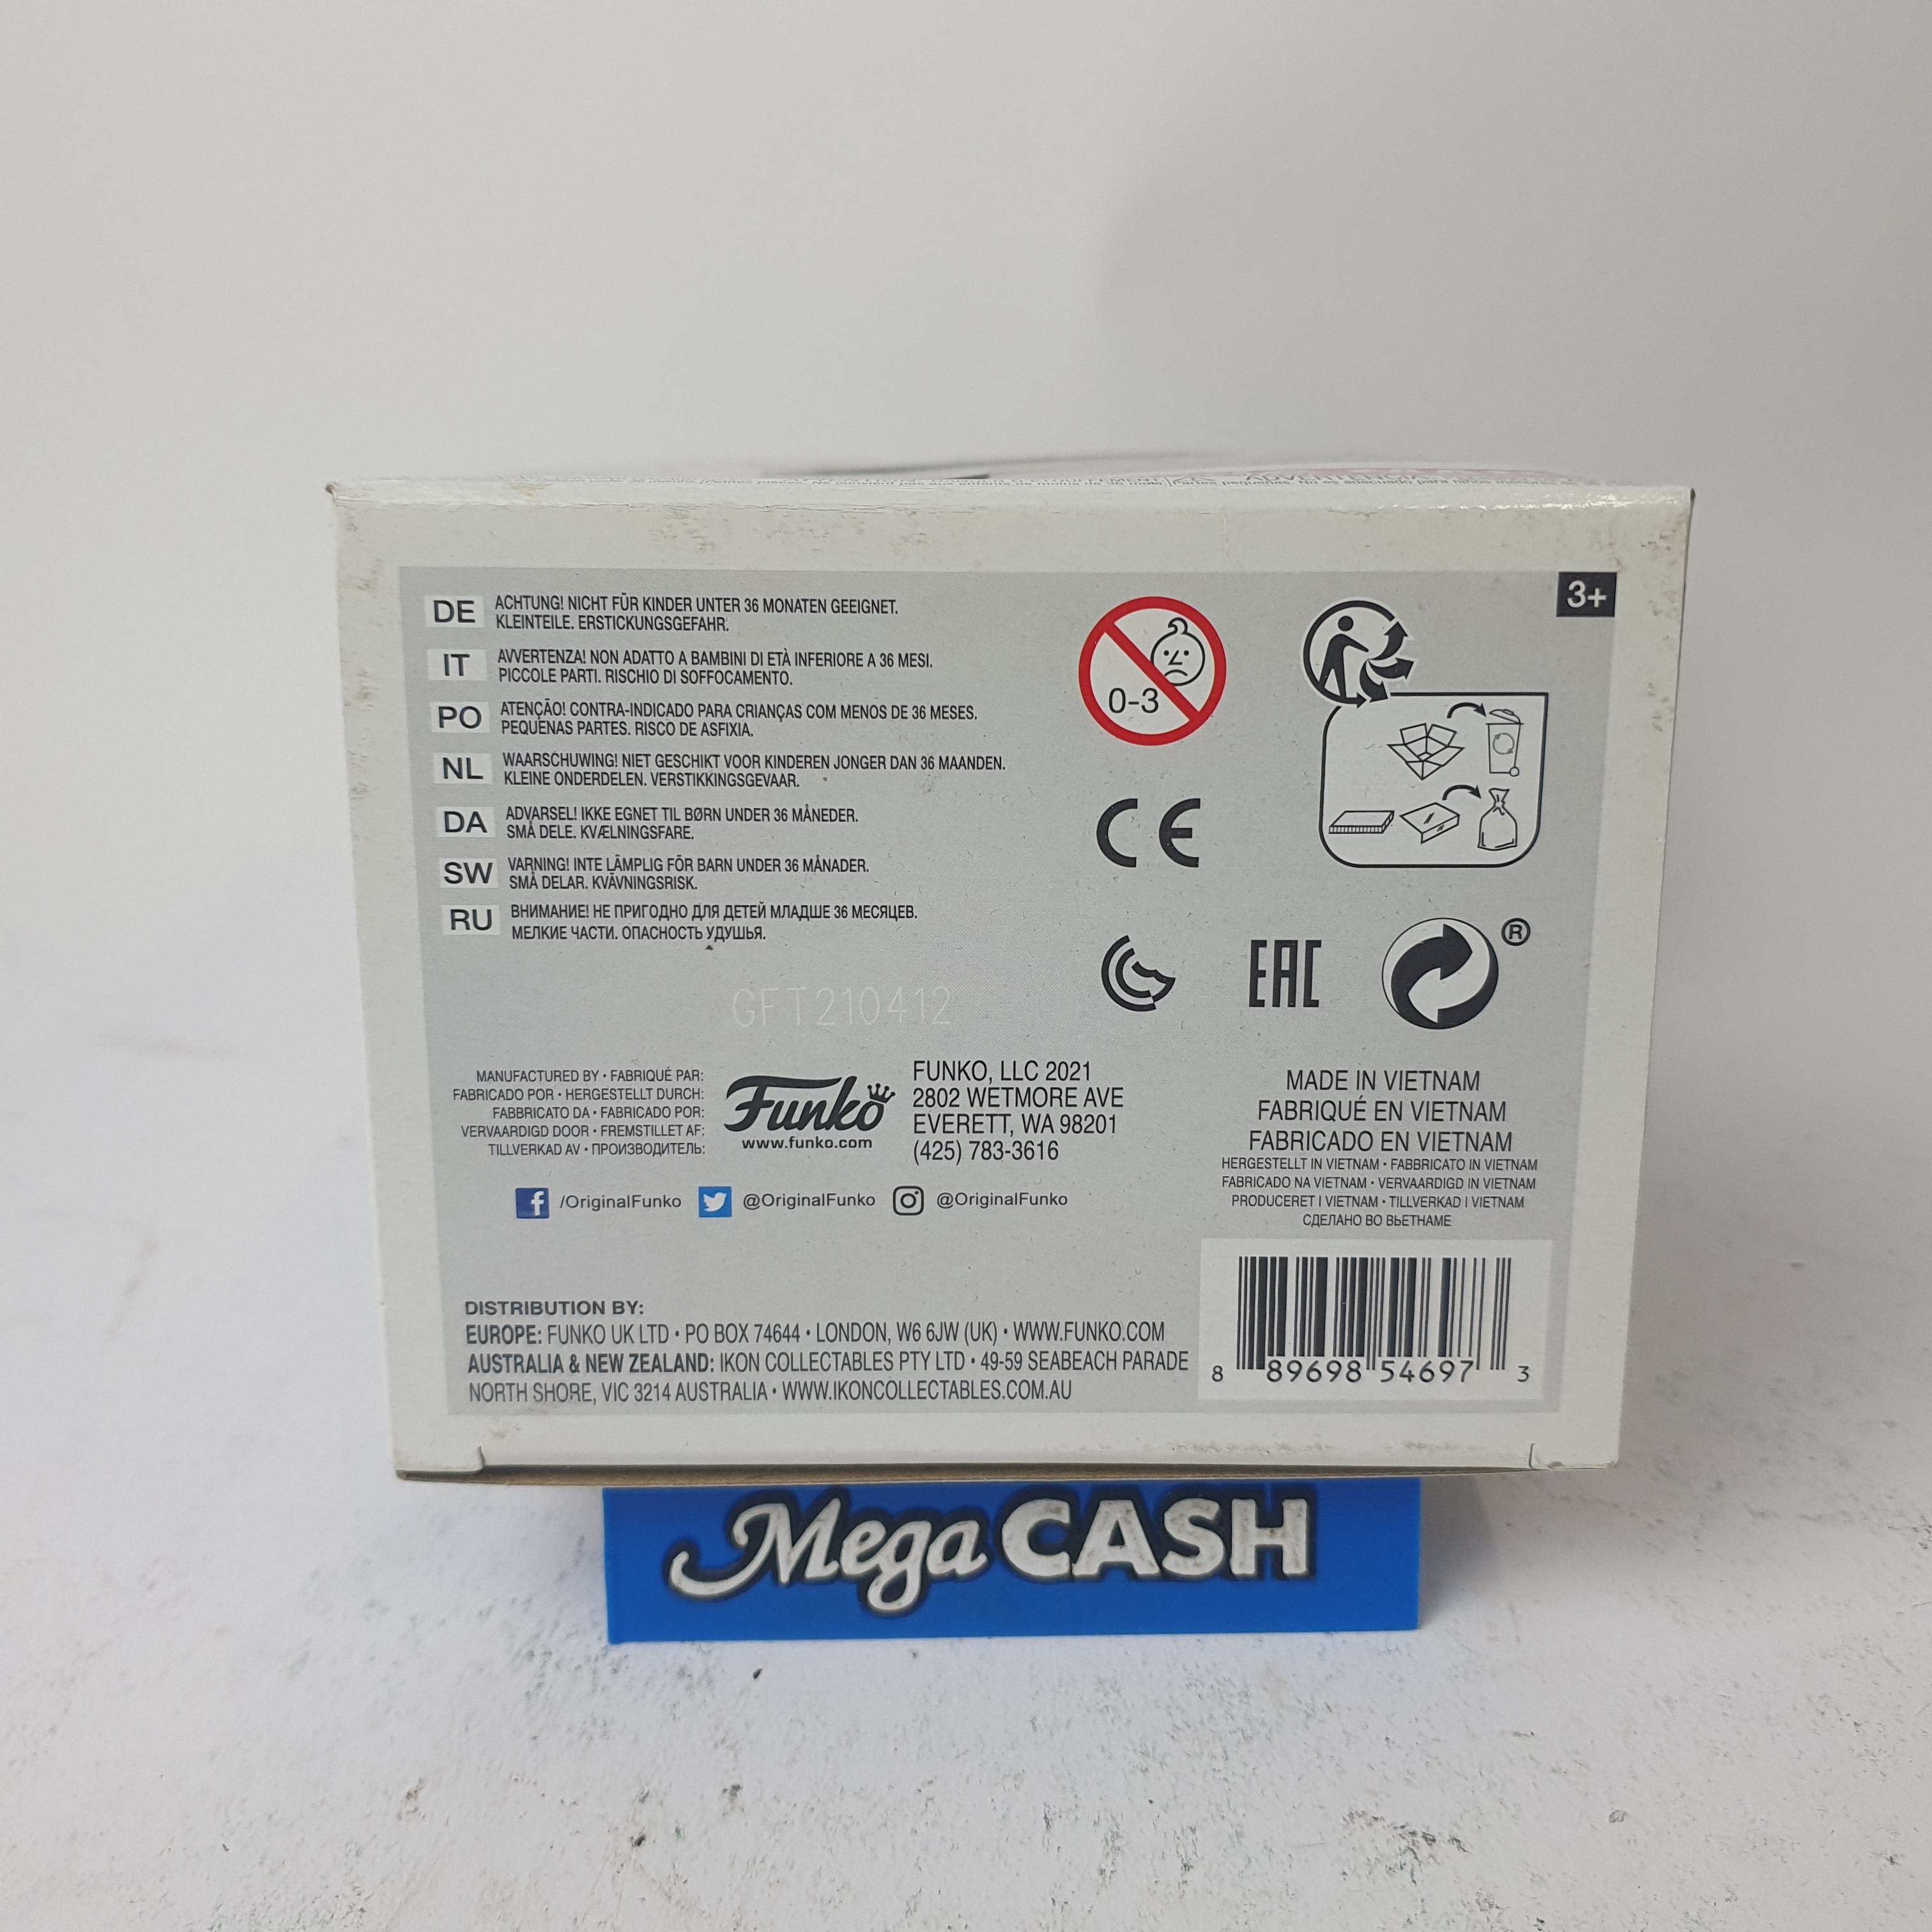 ADVERTENCIA
3+
DE ACHTUNG! NICHT FÜR KINDER UNTER 36 MONATEN GEEIGNET.
KLEINTEILE. ERSTICKUNGSGEFAHR.
IT AVVERTENZA! NON ADATTO A BAMBINI DI ETÀ INFERIORE A 36 MESI.
PICCOLE PARTI. RISCHIO DI SOFFOCAMENTO.
PO ATENÇÃO! CONTRA-INDICADO PARA CRIANÇAS COM MENOS DE 36 MESES.
PEQUENAS PARTES. RISCO DE ASFIXIA.
NL WAARSCHUWING! NIET GESCHIKT VOOR KINDEREN JONGER DAN 36 MAANDEN.
KLEINE ONDERDELEN. VERSTIKKINGSGEVAAR.
DA ADVARSEL! IKKE EGNET TIL BØRN UNDER 36 MÅNEDER.
SMÅ DELE. KVÆLNINGSFARE.
SW VARNING! INTE LÄMPLIG FÖR BARN UNDER 36 MÅNADER.
SMÅ DELAR. KVÄVNINGSRISK.
RU ВНИМАНИЕ! НЕ ПРИГОДНО ДЛЯ ДЕТЕЙ МЛАДШЕ 36 МЕСЯЦЕВ.
МЕЛКИЕ ЧАСТИ. ОПАСНОСТЬ УДУШЬЯ.
0-3
CE
EAC
®
GFT210412
MANUFACTURED BY • FABRIQUÉ PAR:
FABRICADO POR • HERGESTELLT DURCH:
FABBRICATO DA • FABRICADO POR:
VERVAARDIGD DOOR • FREMSTILLET AF:
TILLVERKAD AV • ПРОИЗВОДИТЕЛЬ:
Funko
www.funko.com
FUNKO, LLC 2021
2802 WETMORE AVE
EVERETT, WA 98201
(425) 783-3616
/OriginalFunko @OriginalFunko @OriginalFunko
MADE IN VIETNAM
FABRIQUÉ EN VIETNAM
FABRICADO EN VIETNAM
HERGESTELLT IN VIETNAM • FABBRICATO IN VIETNAM
FABRICADO NA VIETNAM • VERVAARDIGD IN VIETNAM
PRODUCERET I VIETNAM • TILLVERKAD I VIETNAM
СДЕЛАНО ВО ВЬЕТНАМЕ
DISTRIBUTION BY:
EUROPE: FUNKO UK LTD • PO BOX 74644 • LONDON, W6 6JW (UK) • WWW.FUNKO.COM
AUSTRALIA & NEW ZEALAND: IKON COLLECTABLES PTY LTD • 49-59 SEABEACH PARADE
NORTH SHORE, VIC 3214 AUSTRALIA • WWW.IKONCOLLECTABLES.COM.AU
8 89698 54697 3
Mega CASH